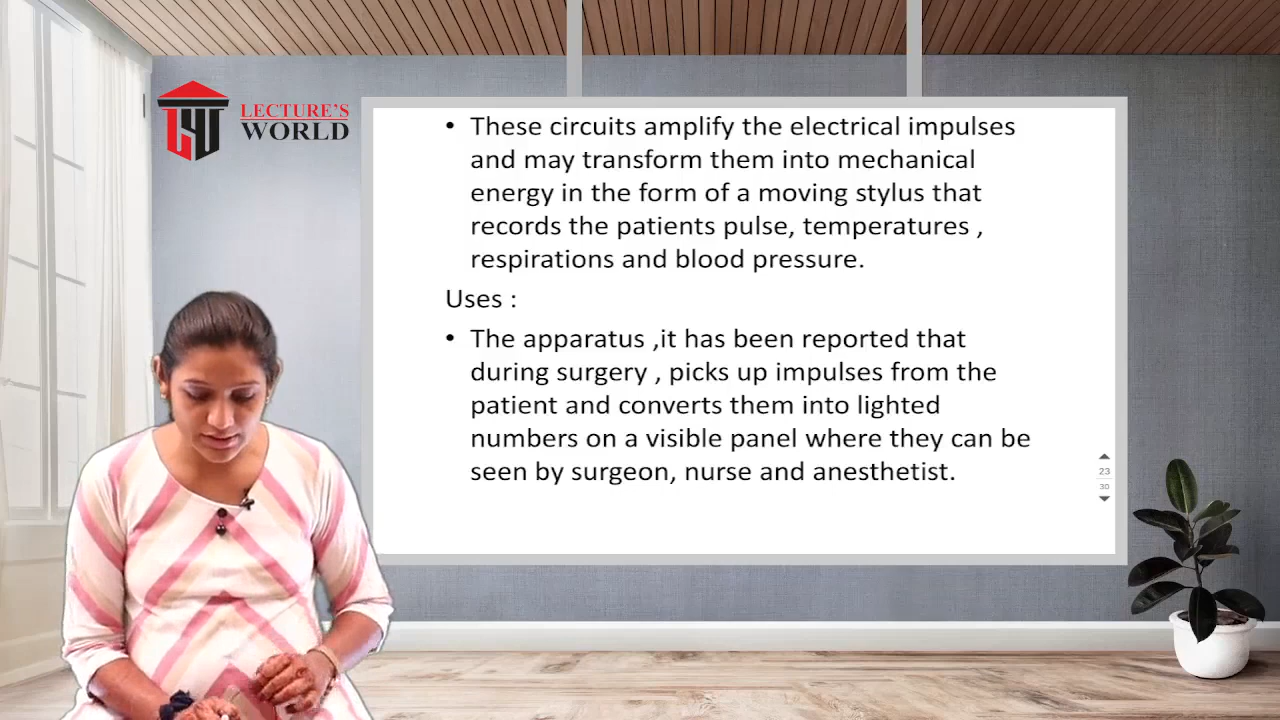 LECTURE'S
WORLD
• These circuits amplify the electrical impulses
and may transform them into mechanical
energy in the form of a moving stylus that
records the patients pulse, temperatures ,
respirations and blood pressure.
Uses :
• The apparatus ,it has been reported that
during surgery , picks up impulses from the
patient and converts them into lighted
numbers on a visible panel where they can be
seen by surgeon, nurse and anesthetist.
23
30